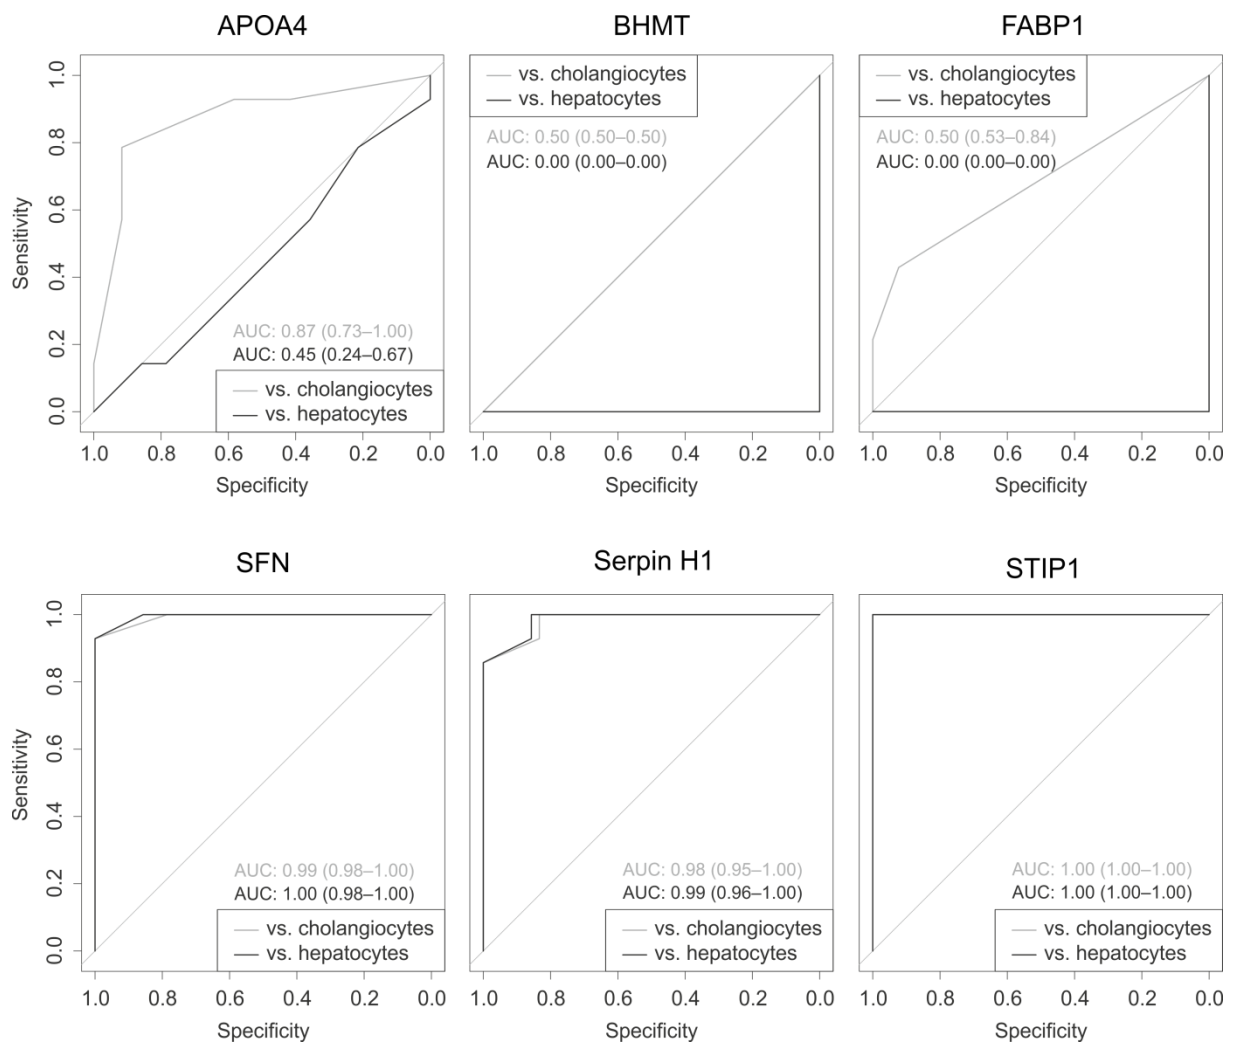 APOA4
BHMT
FABP1
Sensitivity
1.0
0.8
0.6
0.4
0.2
0.0
AUC: 0.87 (0.73–1.00)
AUC: 0.45 (0.24–0.67)
vs. cholangiocytes
vs. hepatocytes
1.0 0.8 0.6 0.4 0.2 0.0
Specificity
vs. cholangiocytes
vs. hepatocytes
AUC: 0.50 (0.50–0.50)
AUC: 0.00 (0.00–0.00)
1.0 0.8 0.6 0.4 0.2 0.0
Specificity
vs. cholangiocytes
vs. hepatocytes
AUC: 0.50 (0.53–0.84)
AUC: 0.00 (0.00–0.00)
1.0 0.8 0.6 0.4 0.2 0.0
Specificity
SFN
Serpin H1
STIP1
Sensitivity
1.0
0.8
0.6
0.4
0.2
0.0
AUC: 0.99 (0.98–1.00)
AUC: 1.00 (0.98–1.00)
vs. cholangiocytes
vs. hepatocytes
1.0 0.8 0.6 0.4 0.2 0.0
Specificity
AUC: 0.98 (0.95–1.00)
AUC: 0.99 (0.96–1.00)
vs. cholangiocytes
vs. hepatocytes
1.0 0.8 0.6 0.4 0.2 0.0
Specificity
AUC: 1.00 (1.00–1.00)
AUC: 1.00 (1.00–1.00)
vs. cholangiocytes
vs. hepatocytes
1.0 0.8 0.6 0.4 0.2 0.0
Specificity